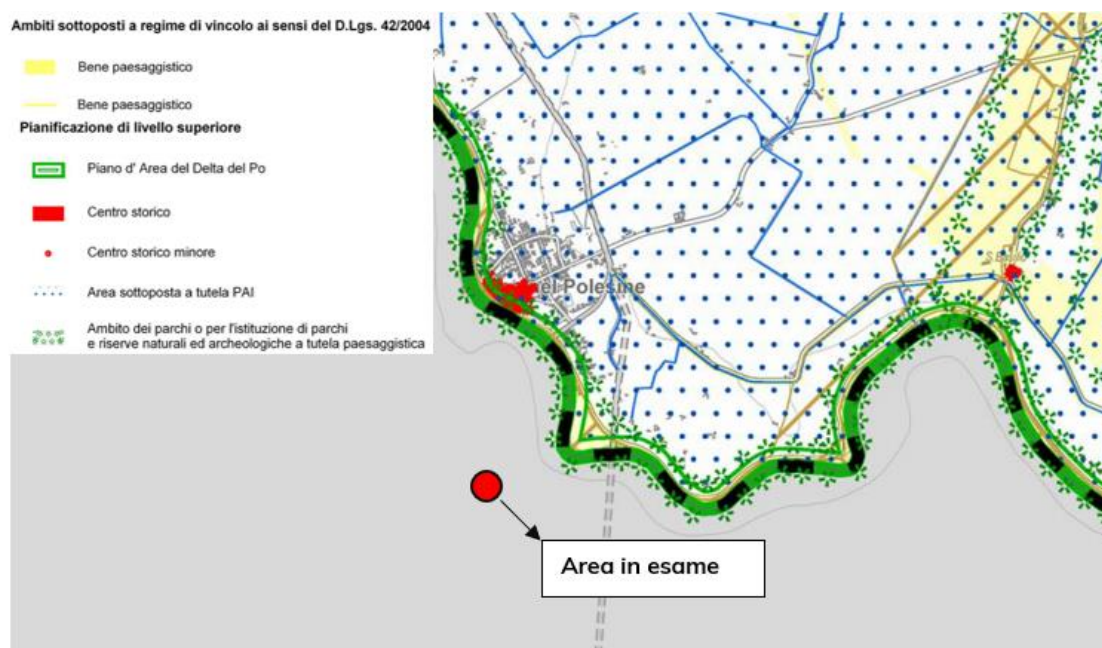 Ambiti sottoposti a regime di vincolo ai sensi del D.Lgs. 42/2004
Bene paesaggistico
Bene paesaggistico
Pianificazione di livello superiore
Piano d' Area del Delta del Po
Centro storico
Centro storico minore
Area sottoposta a tutela PAI
Ambito dei parchi o per l'istituzione di parchi
e riserve naturali ed archeologiche a tutela paesaggistica
nel Polesine
Area in esame